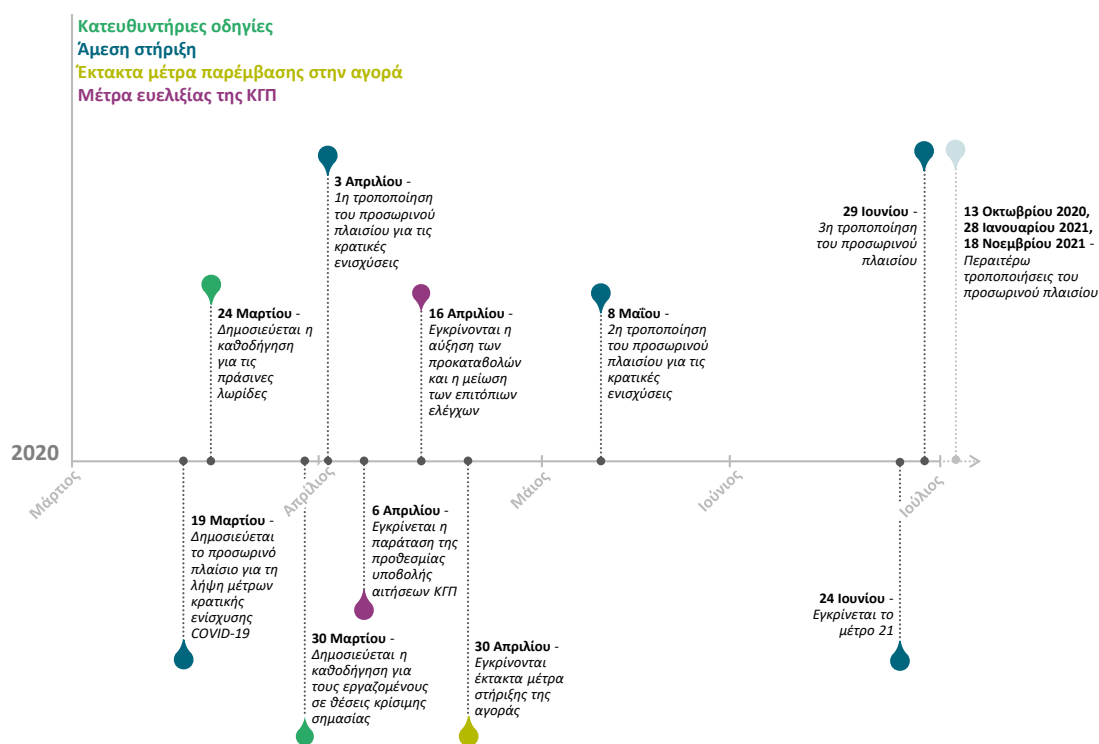 Κατευθυντήριες οδηγίες
Άμεση στήριξη
Έκτακτα μέτρα παρέμβασης στην αγορά
Μέτρα ευελιξίας της ΚΓΠ
3 Απριλίου -
1η τροποποίηση
του προσωρινού
πλαισίου για τις
κρατικές
ενισχύσεις
29 Ιουνίου -
3η τροποποίηση
του προσωρινού
πλαισίου
13 Οκτωβρίου 2020,
28 Ιανουαρίου 2021,
18 Νοεμβρίου 2021 -
Περαιτέρω
τροποποιήσεις του
προσωρινού πλαισίου
24 Μαρτίου -
Δημοσιεύεται η
καθοδήγηση
για τις
πράσινες
λωρίδες
16 Απριλίου -
Εγκρίνονται η
αύξηση των
προκαταβολών
και η μείωση
των επιτόπιων
ελέγχων
8 Μαΐου -
2η τροποποίηση
του προσωρινού
πλαισίου για τις
κρατικές
ενισχύσεις
2020
Μάρτιος
Απρίλιος
Μάιος
Ιούνιος
Ιούλιος
19 Μαρτίου -
Δημοσιεύεται
το προσωρινό
πλαίσιο για τη
λήψη μέτρων
κρατικής
ενίσχυσης
COVID-19
6 Απριλίου -
Εγκρίνεται η
παράταση της
προθεσμίας
υποβολής
αιτήσεων ΚΓΠ
24 Ιουνίου -
Εγκρίνεται το
μέτρο 21
30 Μαρτίου -
Δημοσιεύεται η
καθοδήγηση για
τους εργαζομένους
σε θέσεις κρίσιμης
σημασίας
30 Απριλίου -
Εγκρίνονται
έκτακτα μέτρα
στήριξης της
αγοράς